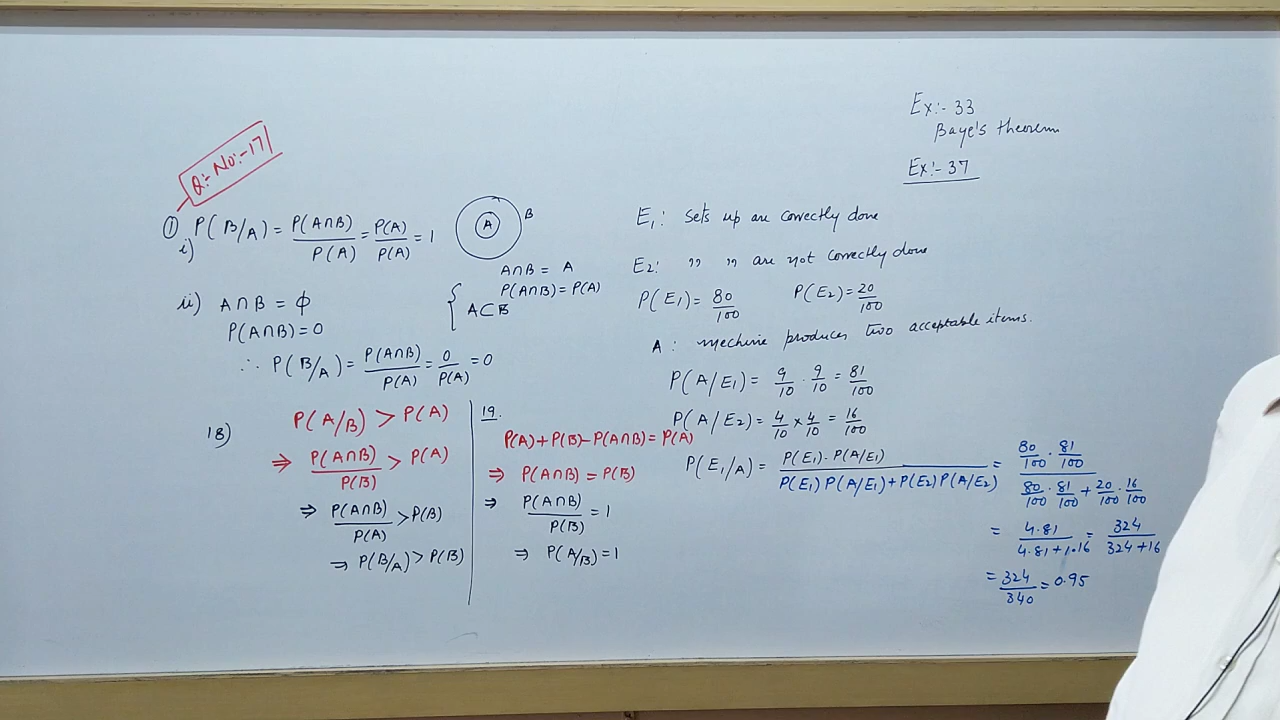 Q:- No:-17
① P(B/A) = P(A∩B)/P(A) = P(A)/P(A) = 1
i)
A
B
A∩B = A
P(A∩B) = P(A)
{ A⊂B
ii) A∩B = ϕ
P(A∩B) = 0
∴ P(B/A) = P(A∩B)/P(A) = 0/P(A) = 0
18) P(A/B) > P(A)
⇒ P(A∩B)/P(B) > P(A)
⇒ P(A∩B)/P(A) > P(B)
⇒ P(B/A) > P(B)
19.
P(A)+P(B)-P(A∩B) = P(A)
⇒ P(A∩B) = P(B)
⇒ P(A∩B)/P(B) = 1
⇒ P(A/B) = 1
Ex:- 33
Baye's theorem
Ex:- 37
E₁: Sets up are correctly done
E₂: ,, ,, are not correctly done
P(E₁) = 80/100 P(E₂) = 20/100
A: Mechine produces two acceptable items.
P(A/E₁) = 9/10 · 9/10 = 81/100
P(A/E₂) = 4/10 × 4/10 = 16/100
P(E₁/A) = P(E₁)·P(A/E₁) / P(E₁)P(A/E₁)+P(E₂)P(A/E₂) = 80/100 · 81/100 / 80/100 · 81/100 + 20/100 · 16/100
= 4.81 / 4.81+1.16 = 324 / 324+16
= 324/340 = 0.95